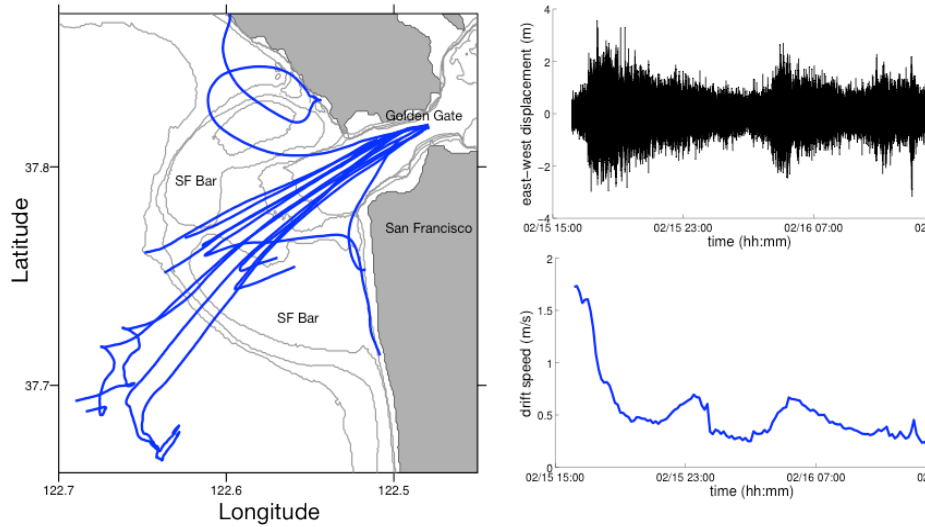 Golden Gate
37.8
SF Bar
San Francisco
SF Bar
37.7
Latitude
122.7 122.6 122.5
Longitude
4
2
0
−2
−4
east−west displacement (m)
02/15 15:00 02/15 23:00 02/16 07:00 02
time (hh:mm)
2
1.5
1
0.5
0
drift speed (m/s)
02/15 15:00 02/15 23:00 02/16 07:00 02/
time (hh:mm)